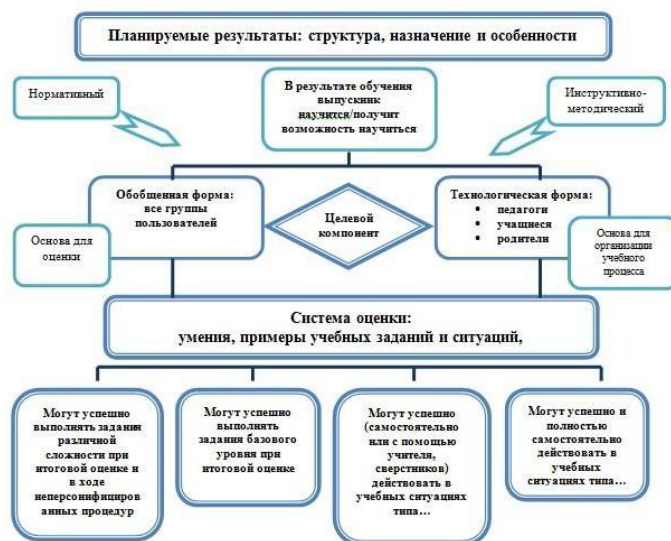 Планируемые результаты: структура, назначение и особенности
Нормативный
В результате обучения
выпускник
научится/получит
возможность научиться
Инструктивно-
методический
Обобщенная форма:
все группы
пользователей
Целевой
компонент
Технологическая форма:
• педагоги
• учащиеся
• родители
Основа для
оценки
Основа для
организации
учебного
процесса
Система оценки:
умения, примеры учебных заданий и ситуаций,
Могут успешно
выполнять задания
различной
сложности при
итоговой оценке и
в ходе
неперсонифициров
анных процедур
Могут успешно
выполнять
задания базового
уровня при
итоговой оценке
Могут успешно
(самостоятельно
или с помощью
учителя,
сверстников)
действовать в
учебных ситуациях
типа…
Могут успешно и
полностью
самостоятельно
действовать в
учебных
ситуациях типа…